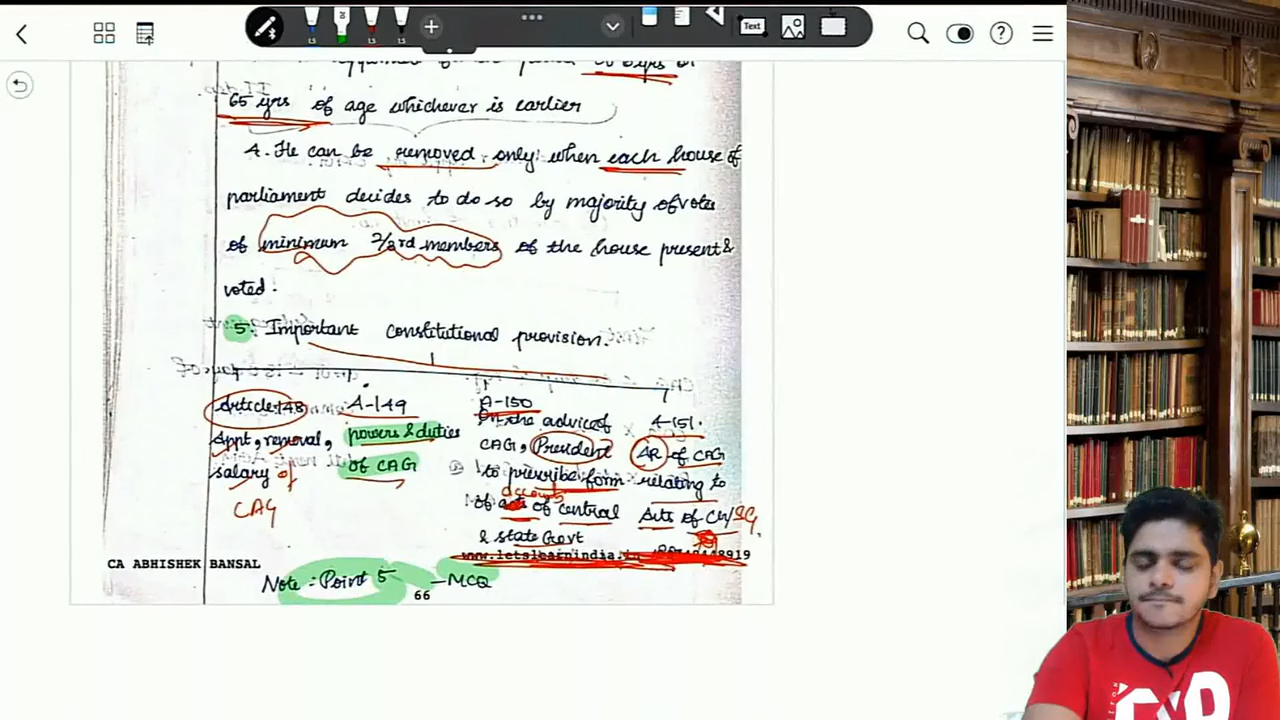 Text
65 yrs of age whichever is earlier
4. He can be removed only when each house of
parliament decides to do so by majority of votes
of minimum 2/3rd members of the house present &
voted.
5. Important constitutional provision.
Article 148
Appt, removal,
salary of
CAG
A-149
powers & duties
of CAG
A-150
On the advice of
CAG, President
to prescribe form
of accounts of central
& state Govt
A-151.
AR of CAG
relating to
A/cts of CG/SG
www.letslearnindia.in
CA ABHISHEK BANSAL
Note: Point 5 - MCQ
66